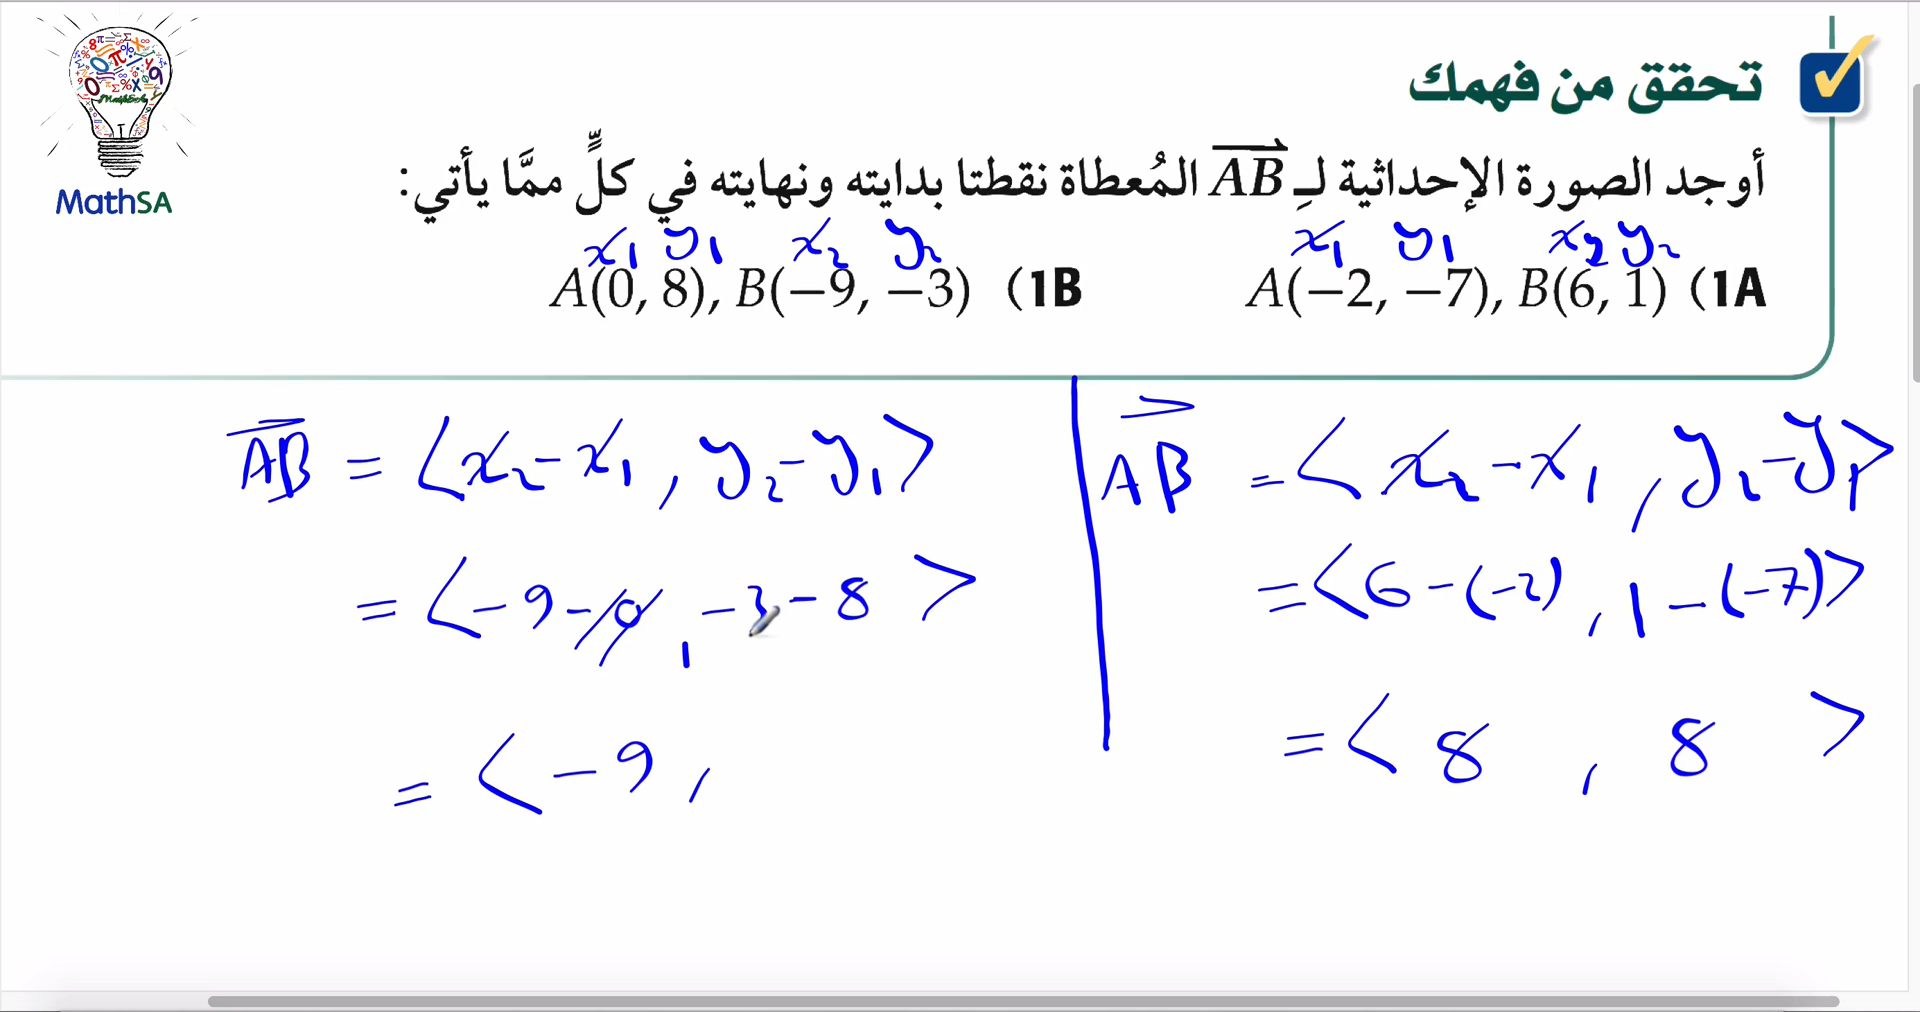 تحقق من فهمك
MathSA
أوجد الصورة الإحداثية لـ AB المُعطاة نقطتا بدايته ونهايته في كلٍّ ممَّا يأتي:
x₁ y₁ x₂ y₂
1A) A(−2, −7), B(6, 1)
x₁ y₁ x₂ y₂
1B) A(0, 8), B(−9, −3)
AB = ⟨x₂ − x₁ , y₂ − y₁⟩
= ⟨6 − (−2) , 1 − (−7)⟩
= ⟨8 , 8⟩
AB = ⟨x₂ − x₁ , y₂ − y₁⟩
= ⟨−9 − 0 , −3 − 8⟩
= ⟨−9 ,